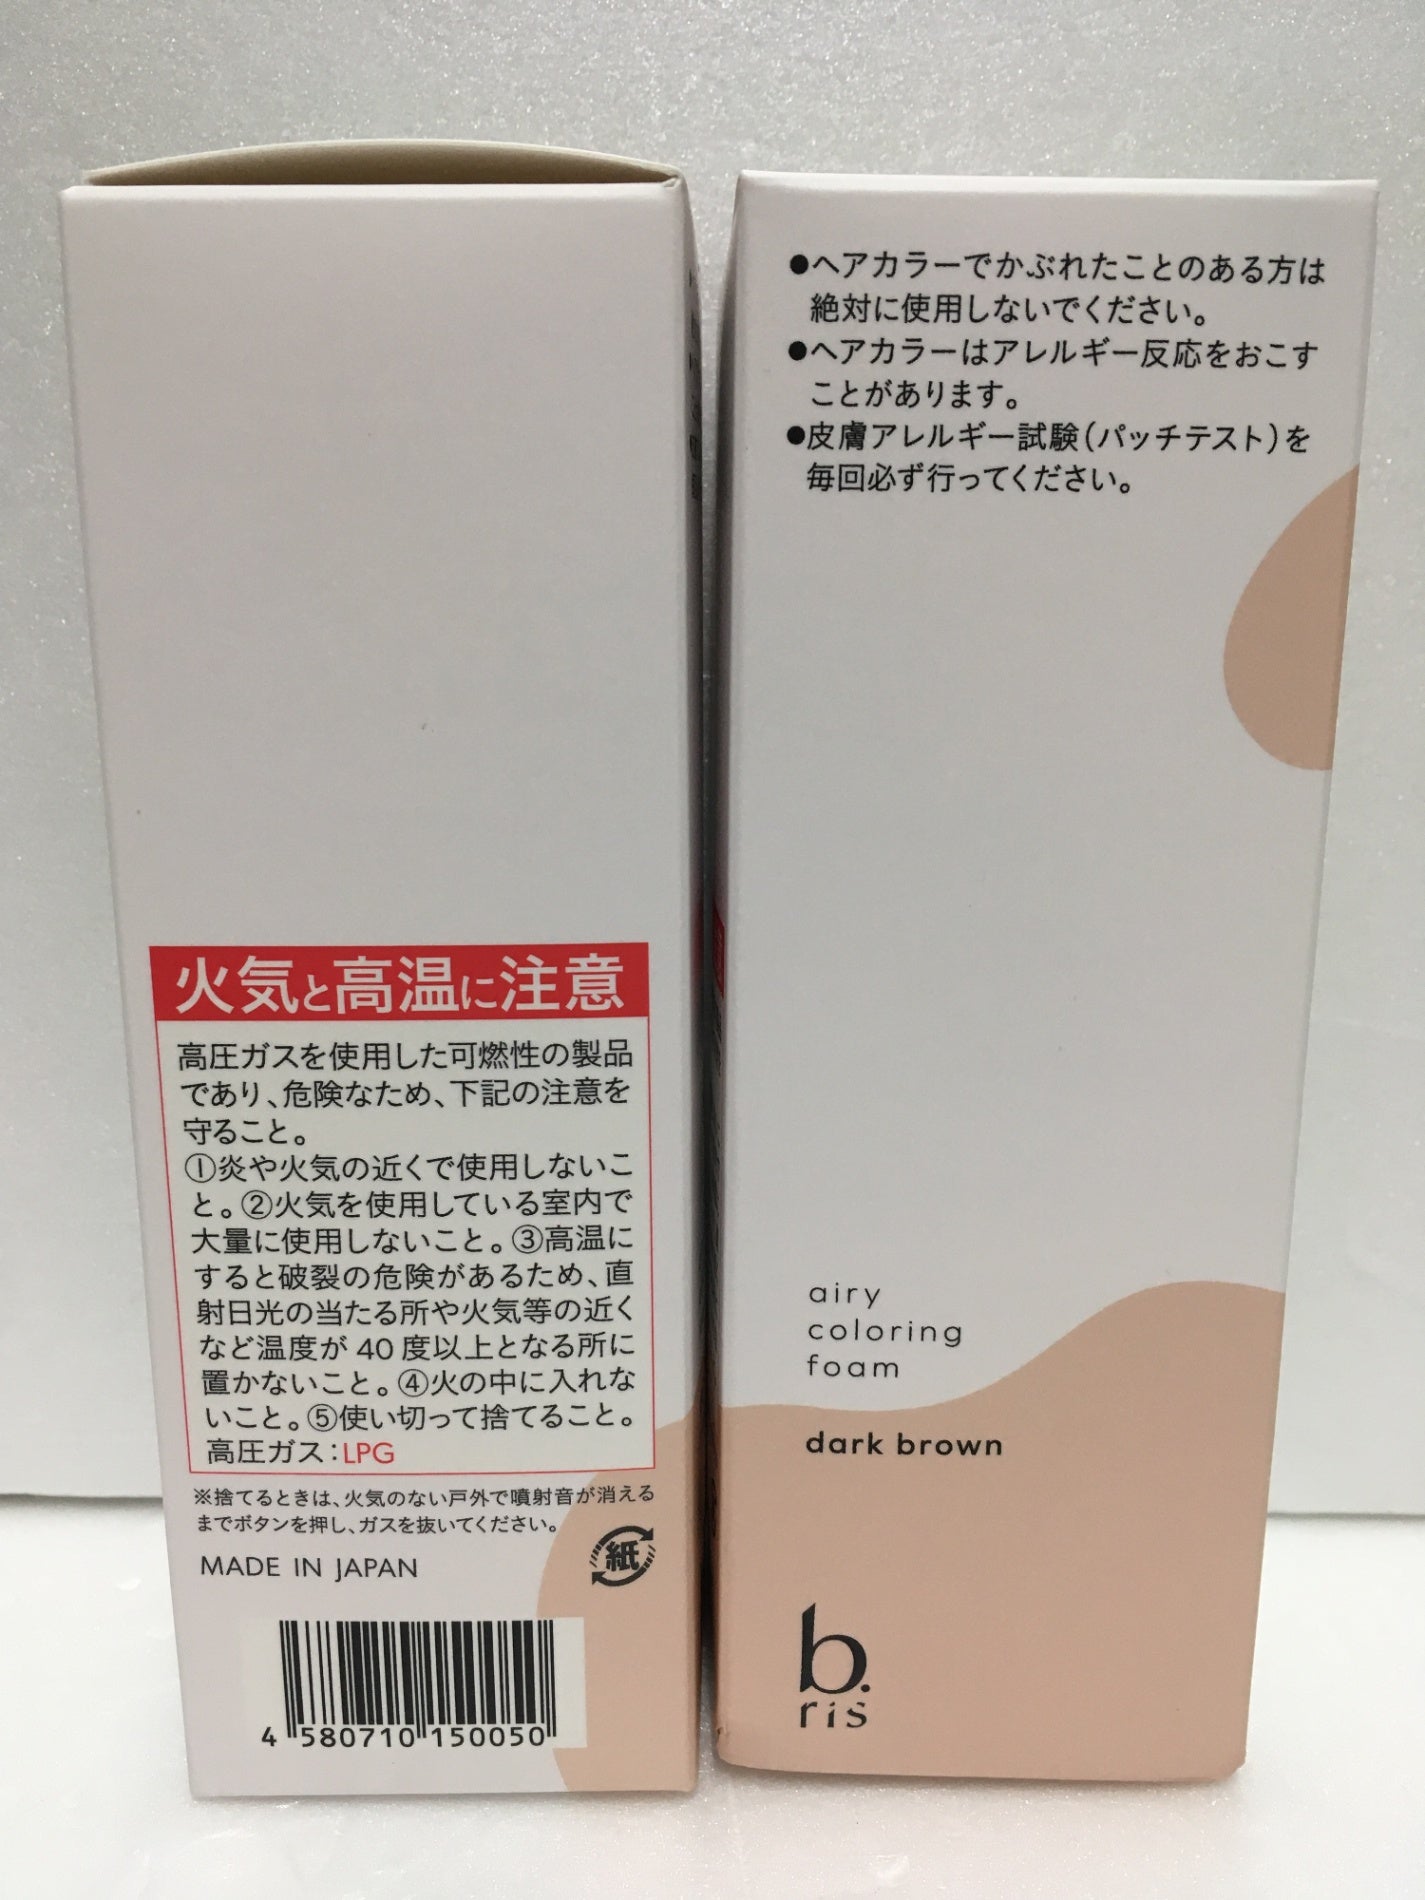 火気と高温に注意
高圧ガスを使用した可燃性の製品
であり、危険なため、下記の注意を
守ること。
①炎や火気の近くで使用しないこ
と。②火気を使用している室内で
大量に使用しないこと。③高温に
すると破裂の危険があるため、直
射日光の当たる所や火気等の近く
など温度が40度以上となる所に
置かないこと。④火の中に入れな
いこと。⑤使い切って捨てること。
高圧ガス：LPG
※捨てるときは、火気のない戸外で噴射音が消える
までボタンを押し、ガスを抜いてください。
MADE IN JAPAN
紙
4 580710 150050
●ヘアカラーでかぶれたことのある方は
絶対に使用しないでください。
●ヘアカラーはアレルギー反応をおこす
ことがあります。
●皮膚アレルギー試験（パッチテスト）を
毎回必ず行ってください。
airy
coloring
foam
dark brown
b.
ris